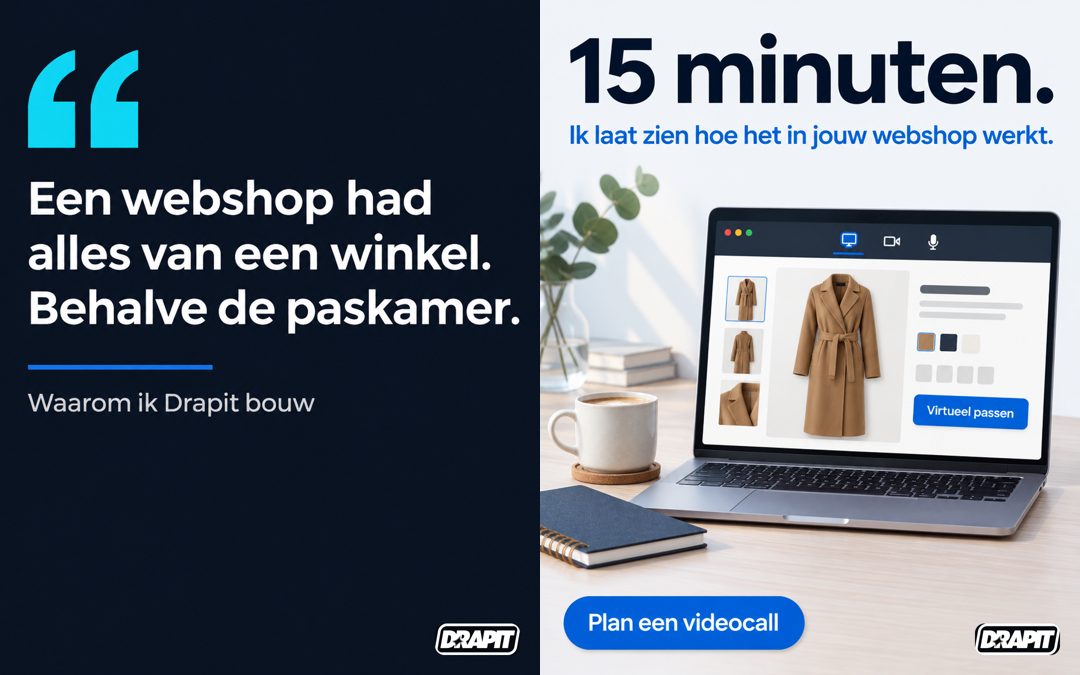 Een webshop had
alles van een winkel.
Behalve de paskamer.
Waarom ik Drapit bouw
DRAPIT
15 minuten.
Ik laat zien hoe het in jouw webshop werkt.
Virtueel passen
Plan een videocall
DRAPIT